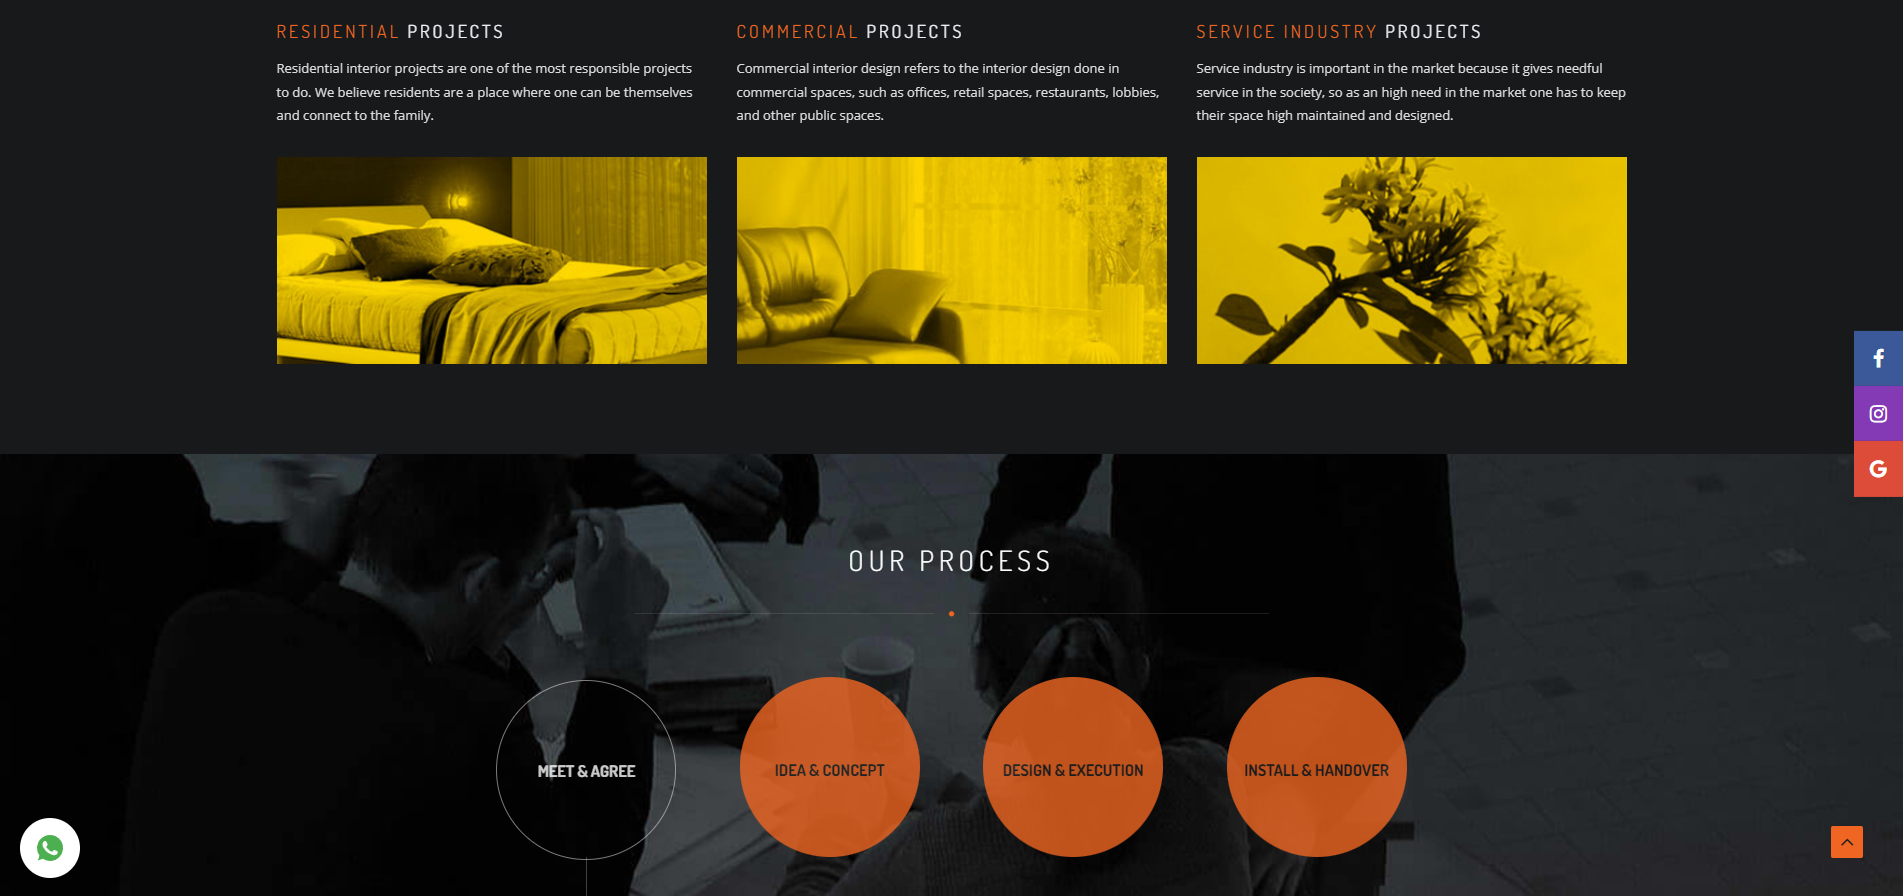 RESIDENTIAL PROJECTS
Residential interior projects are one of the most responsible projects
to do. We believe residents are a place where one can be themselves
and connect to the family.
COMMERCIAL PROJECTS
Commercial interior design refers to the interior design done in
commercial spaces, such as offices, retail spaces, restaurants, lobbies,
and other public spaces.
SERVICE INDUSTRY PROJECTS
Service industry is important in the market because it gives needful
service in the society, so as an high need in the market one has to keep
their space high maintained and designed.
OUR PROCESS
MEET & AGREE
IDEA & CONCEPT
DESIGN & EXECUTION
INSTALL & HANDOVER